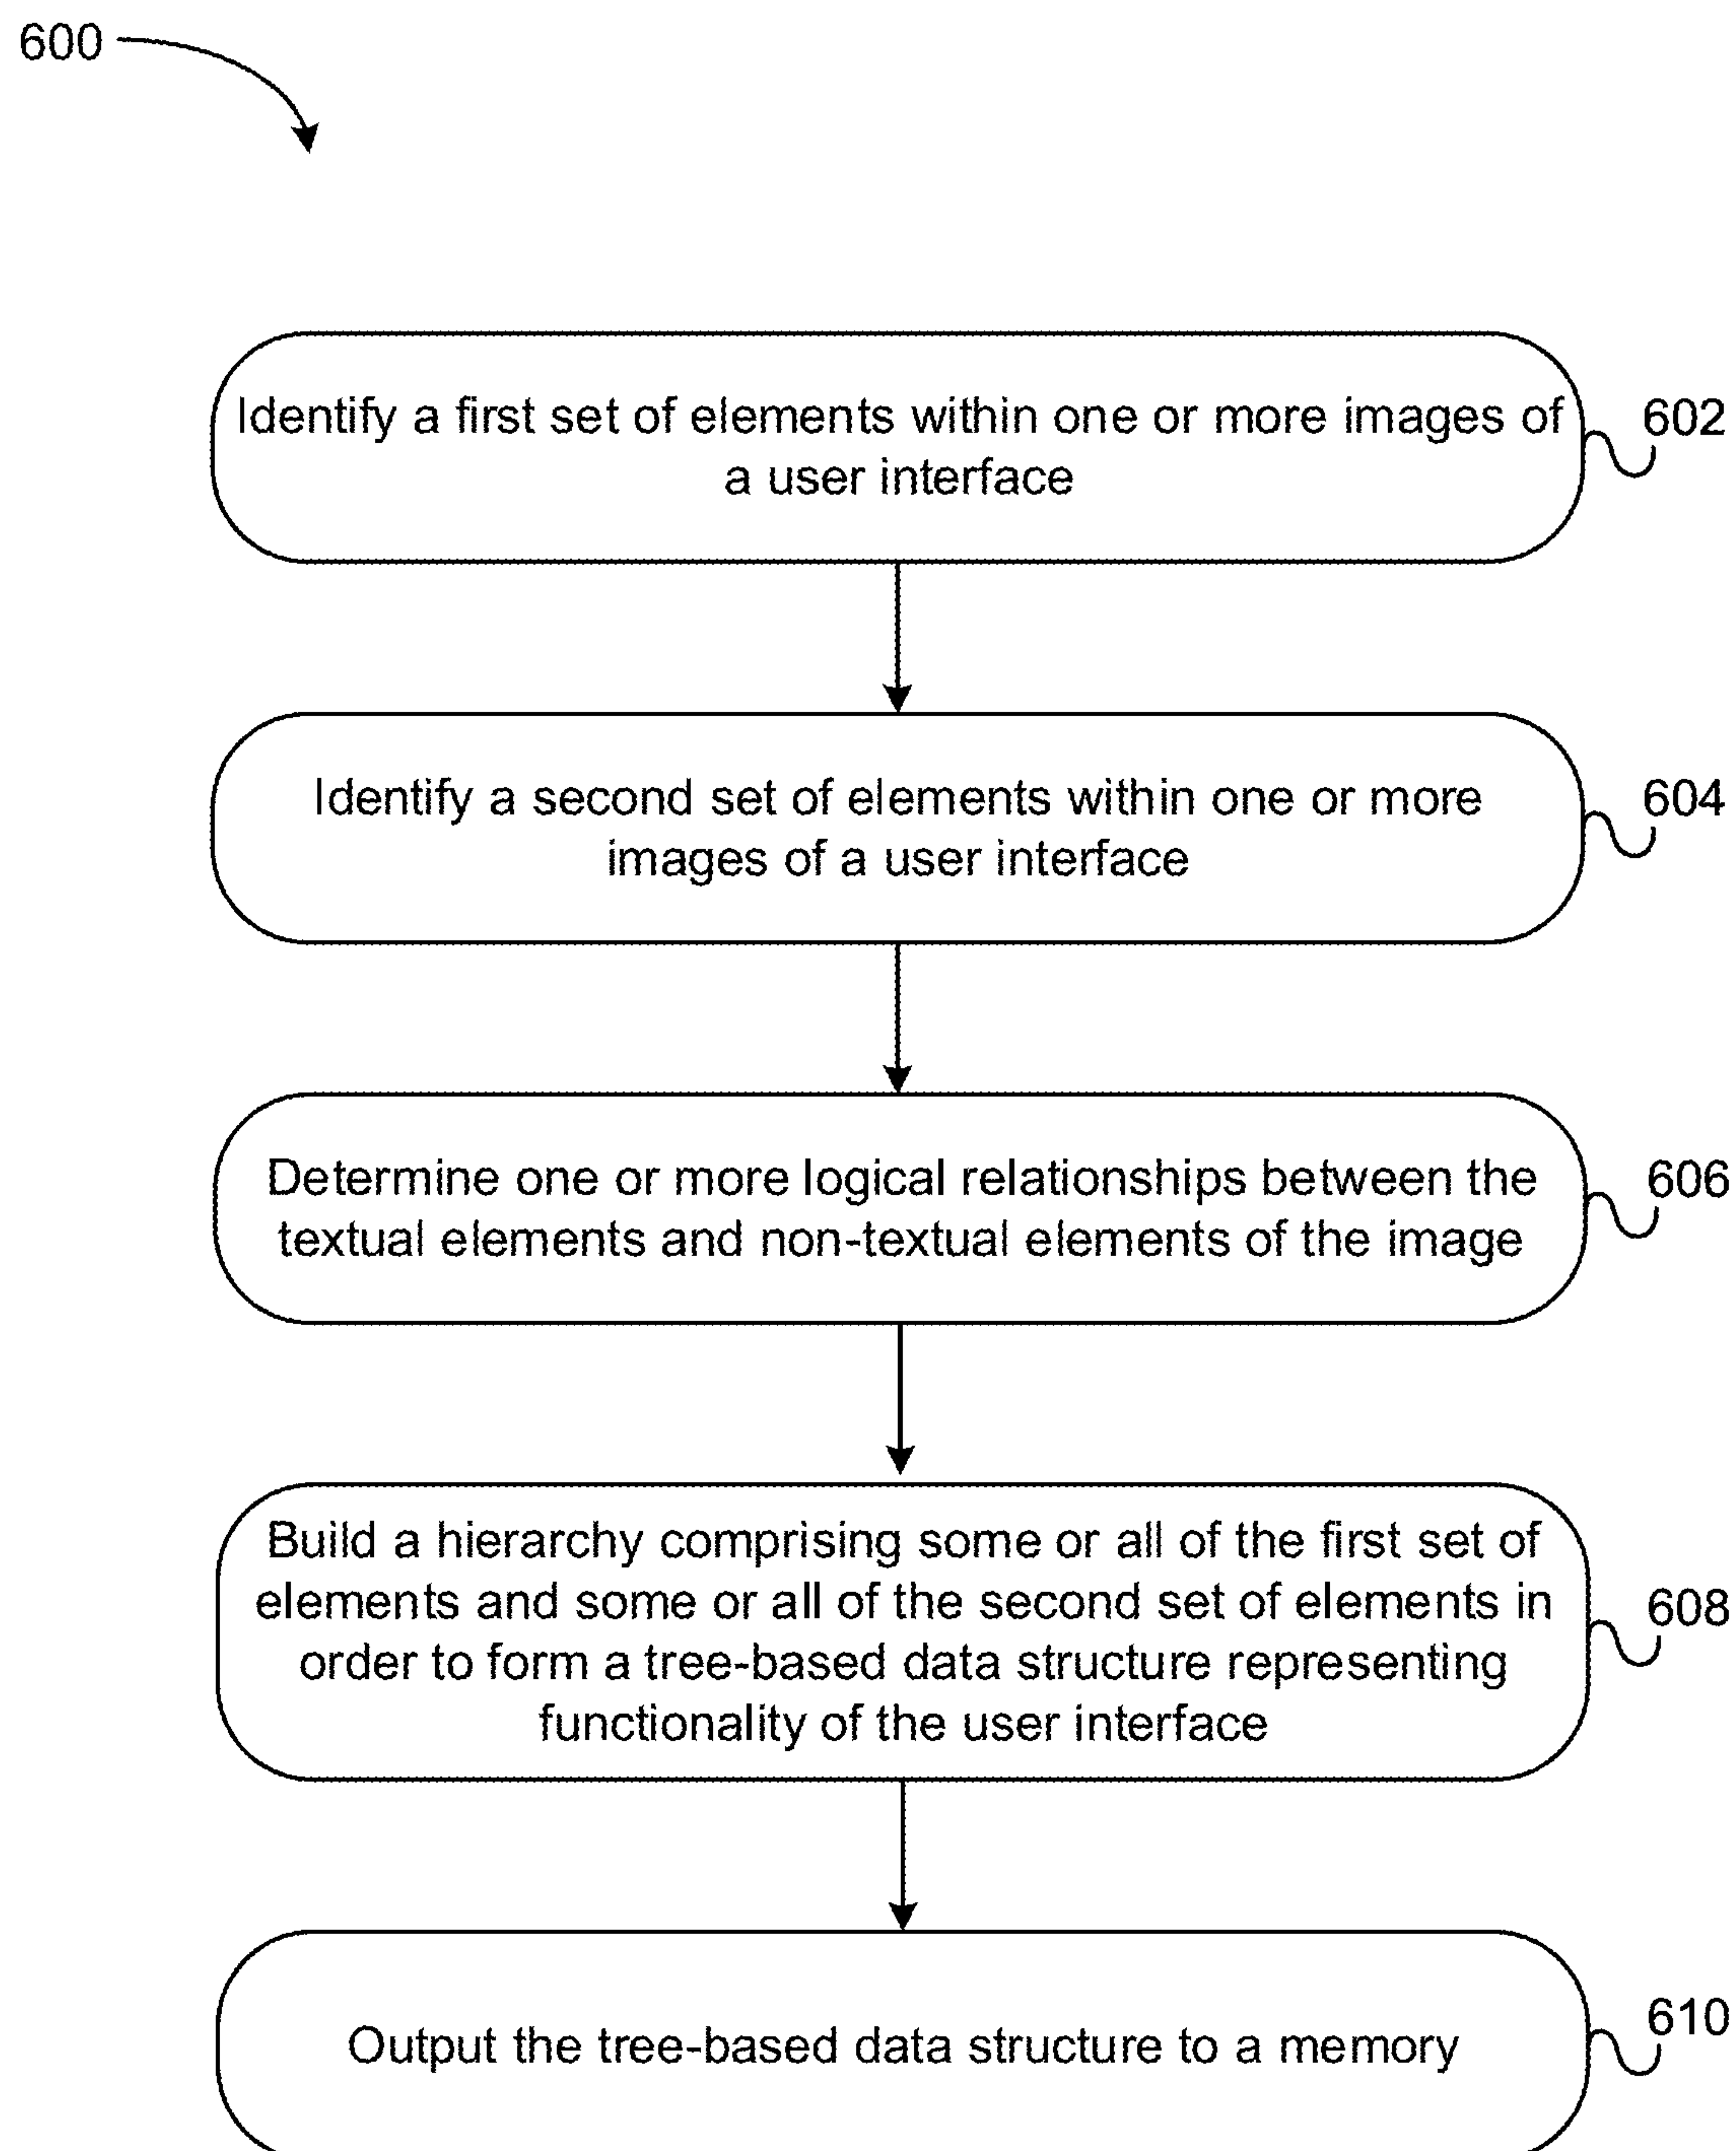 600
Identify a first set of elements within one or more images of
a user interface
602
Identify a second set of elements within one or more
images of a user interface
604
Determine one or more logical relationships between the
textual elements and non-textual elements of the image
606
Build a hierarchy comprising some or all of the first set of
elements and some or all of the second set of elements in
order to form a tree-based data structure representing
functionality of the user interface
608
Output the tree-based data structure to a memory
610